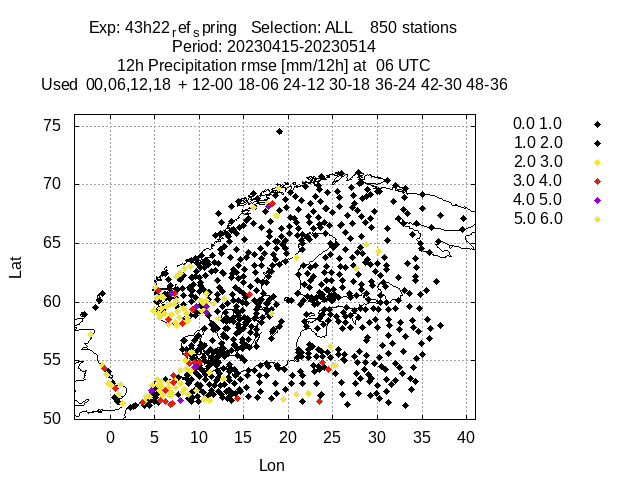 Exp: 43h22refspring   Selection: ALL    850 stations
Period: 20230415-20230514
12h Precipitation rmse [mm/12h] at  06 UTC
Used  00,06,12,18  + 12-00 18-06 24-12 30-18 36-24 42-30 48-36
0.0 1.0
1.0 2.0
2.0 3.0
3.0 4.0
4.0 5.0
5.0 6.0
75
70
65
60
55
50
Lat
0 5 10 15 20 25 30 35 40
Lon